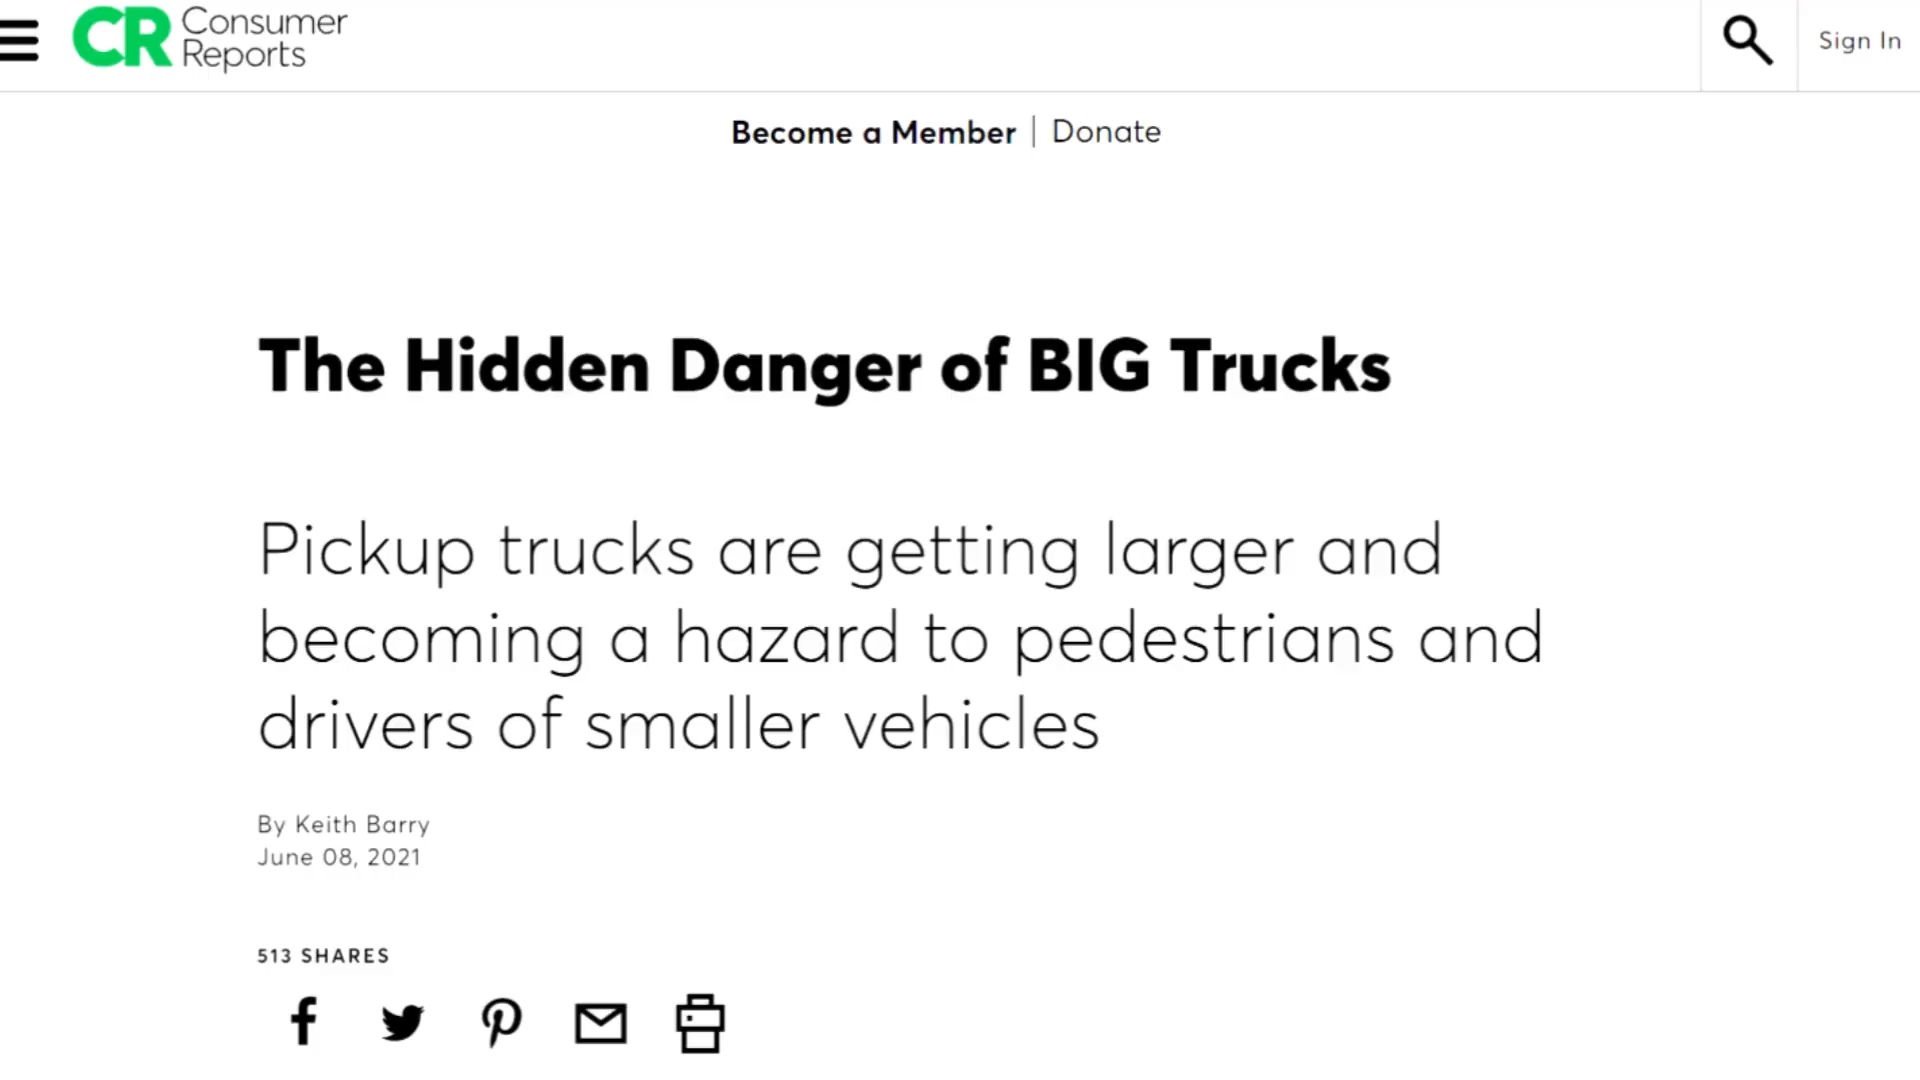 CR Consumer
Reports
Sign In
Become a Member | Donate
The Hidden Danger of BIG Trucks
Pickup trucks are getting larger and
becoming a hazard to pedestrians and
drivers of smaller vehicles
By Keith Barry
June 08, 2021
513 SHARES